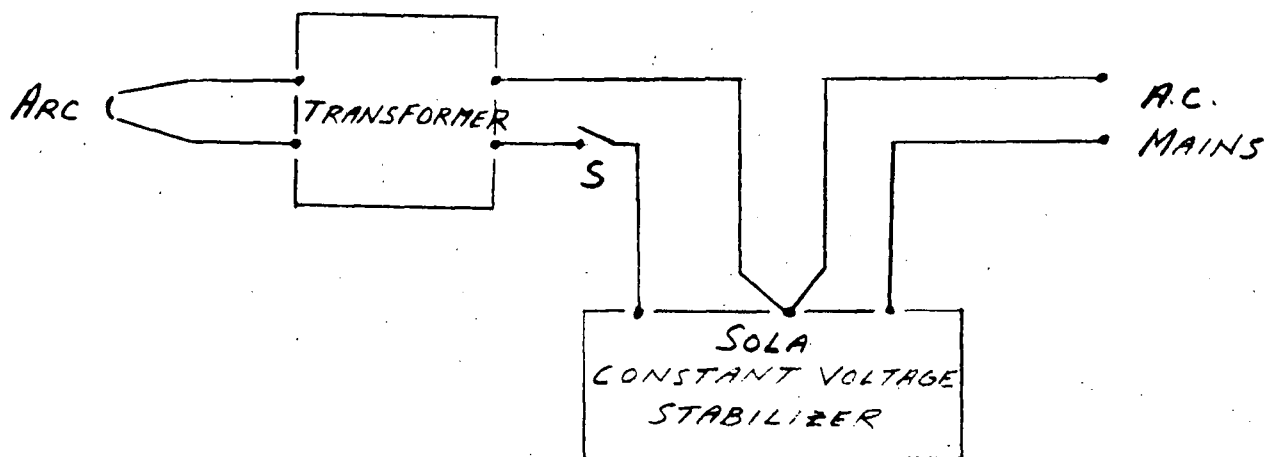 ARC
TRANSFORMER
S
A.C.
MAINS
SOLA
CONSTANT VOLTAGE
STABILIZER